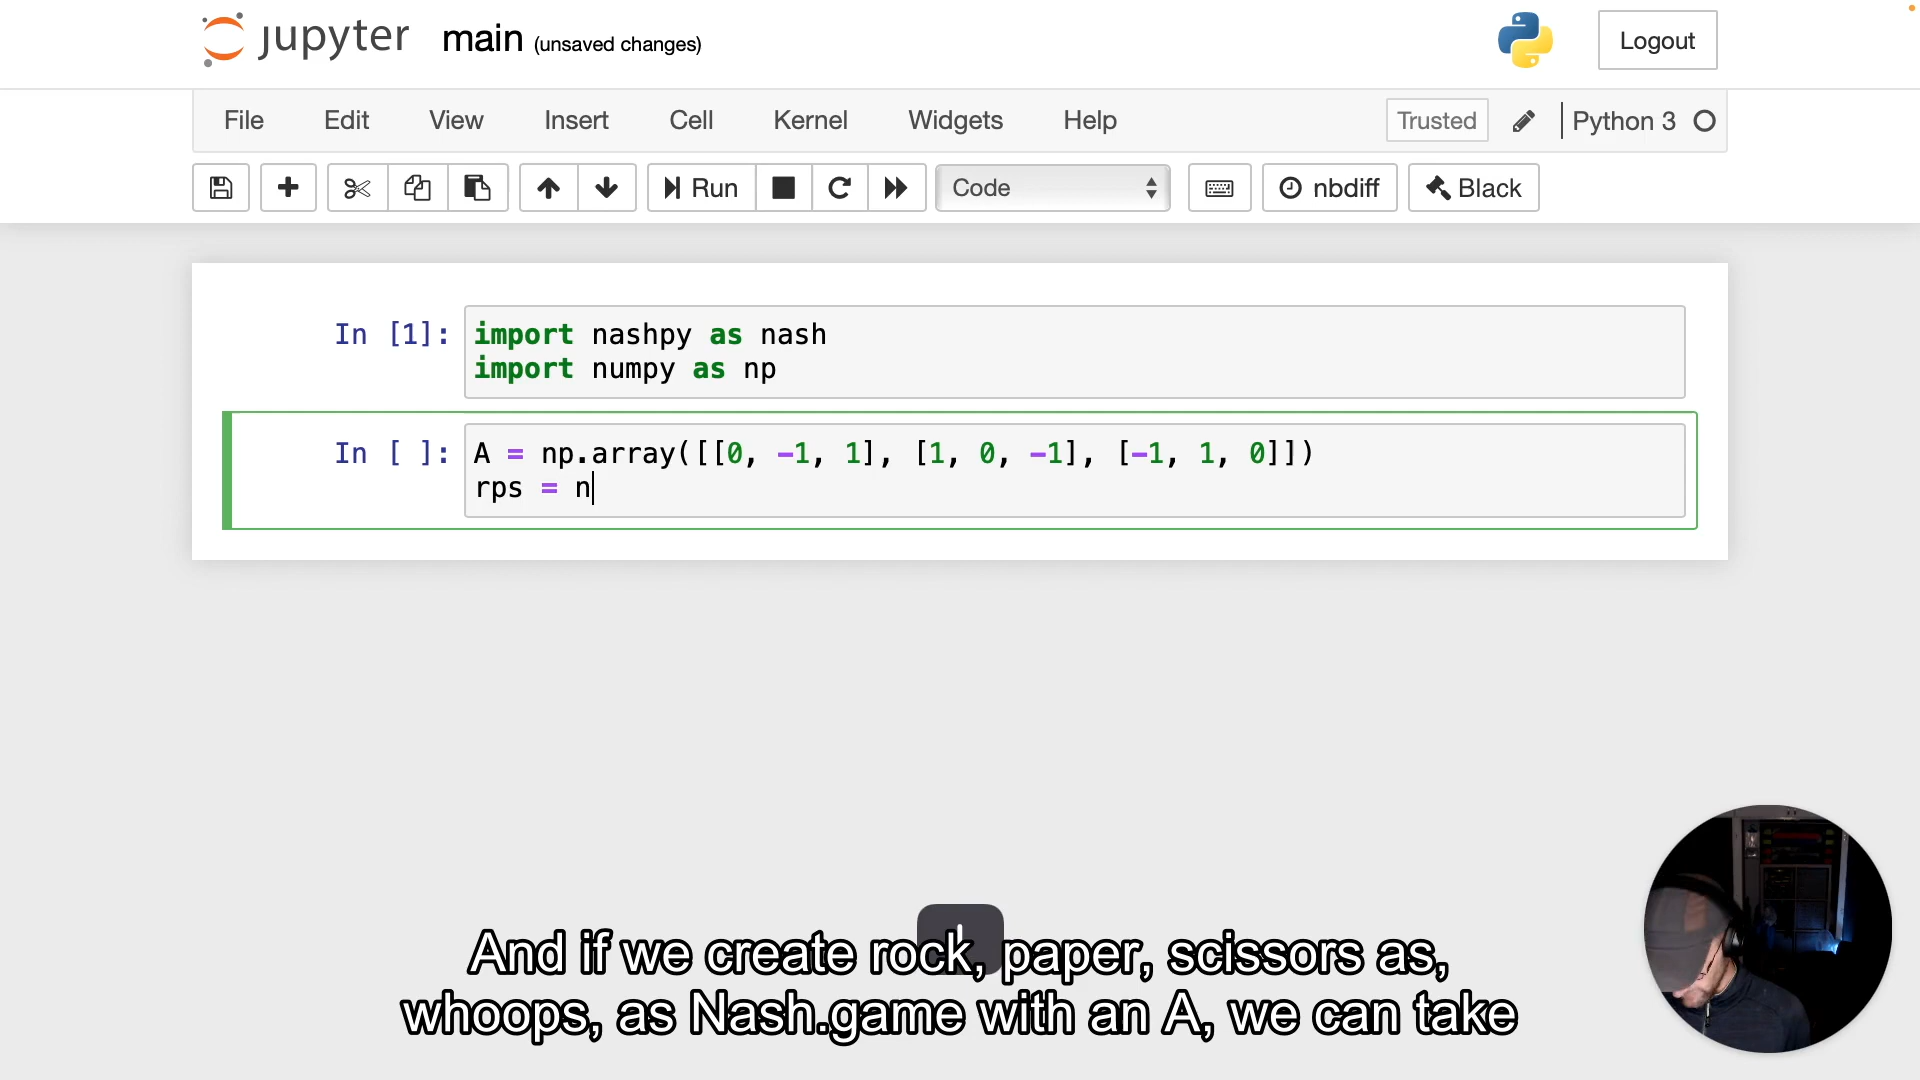 jupyter main (unsaved changes) Logout
File Edit View Insert Cell Kernel Widgets Help Trusted Python 3
Run Code nbdiff Black
In [1]: import nashpy as nash
import numpy as np
In [ ]: A = np.array([[0, -1, 1], [1, 0, -1], [-1, 1, 0]])
rps = n
And if we create rock, paper, scissors as,
whoops, as Nash.game with an A, we can take